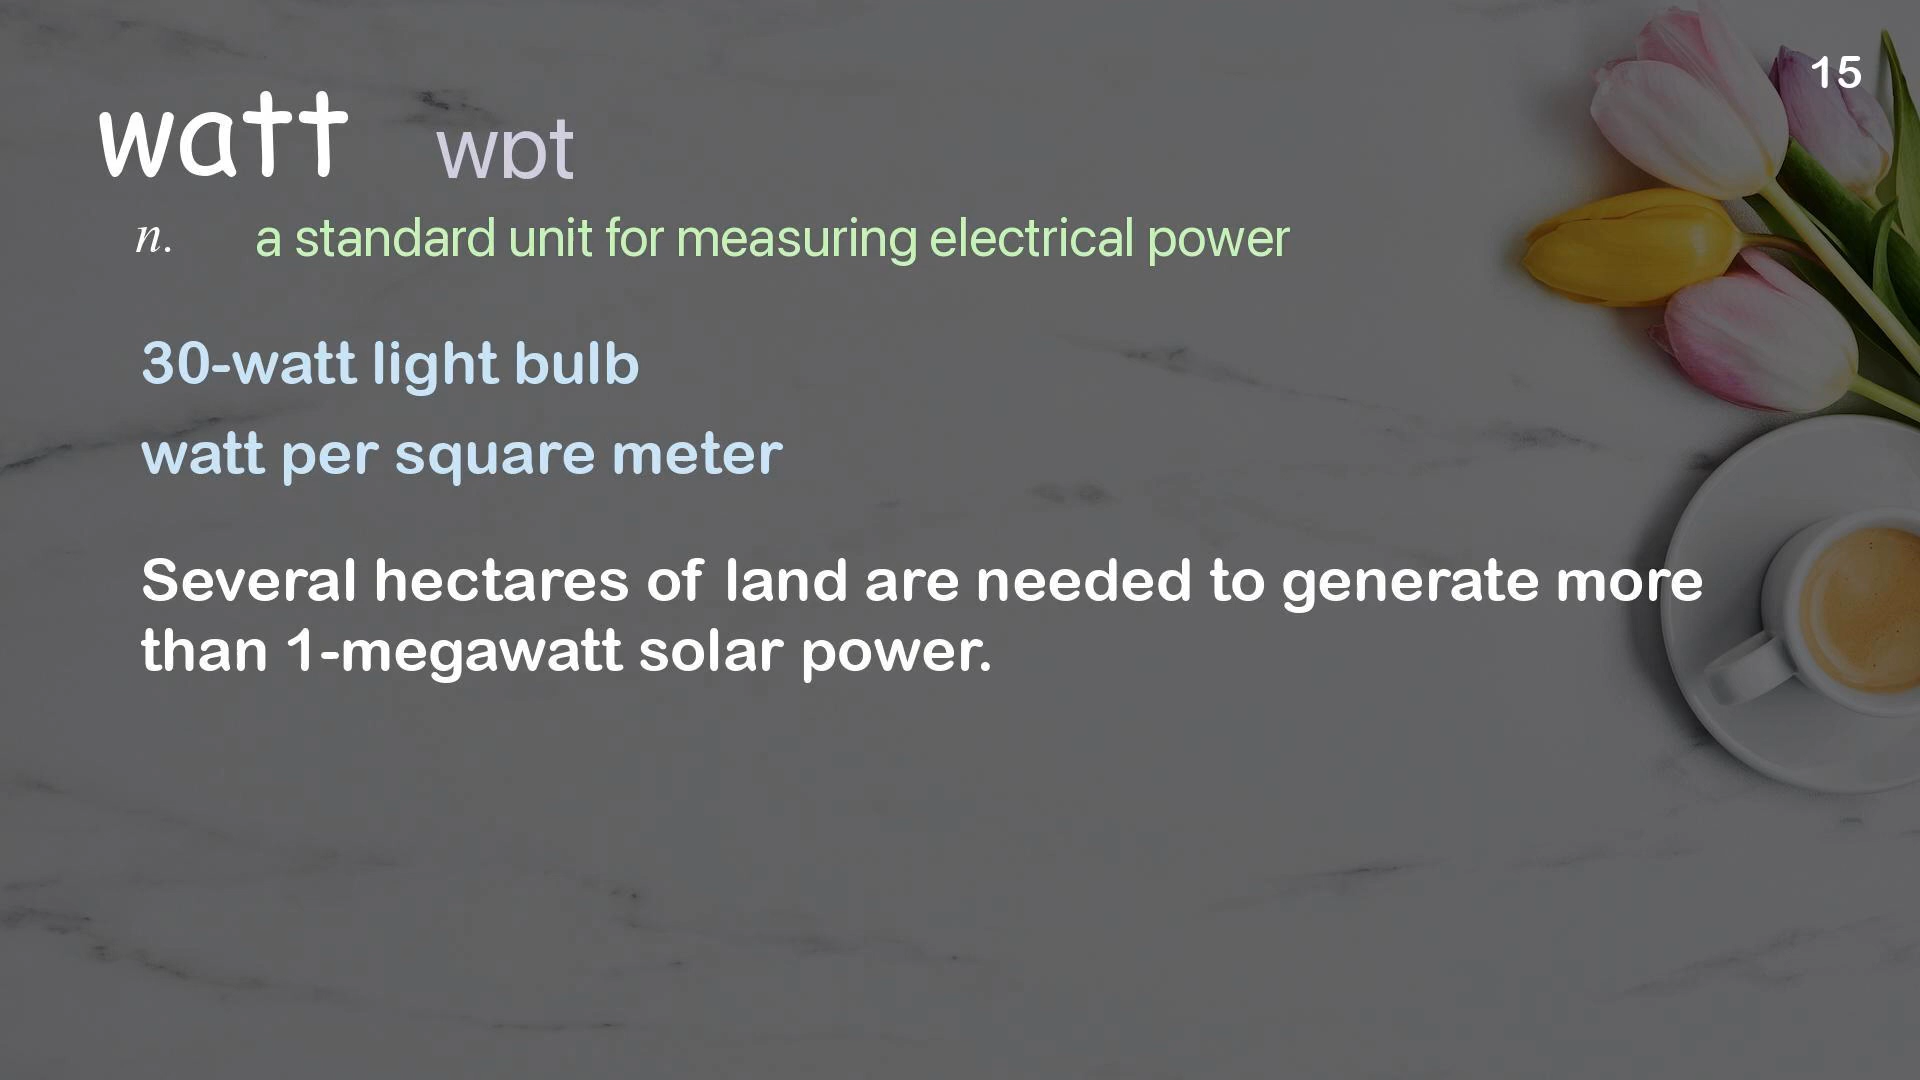 15
watt wɒt
n. a standard unit for measuring electrical power
30-watt light bulb
watt per square meter
Several hectares of land are needed to generate more
than 1-megawatt solar power.